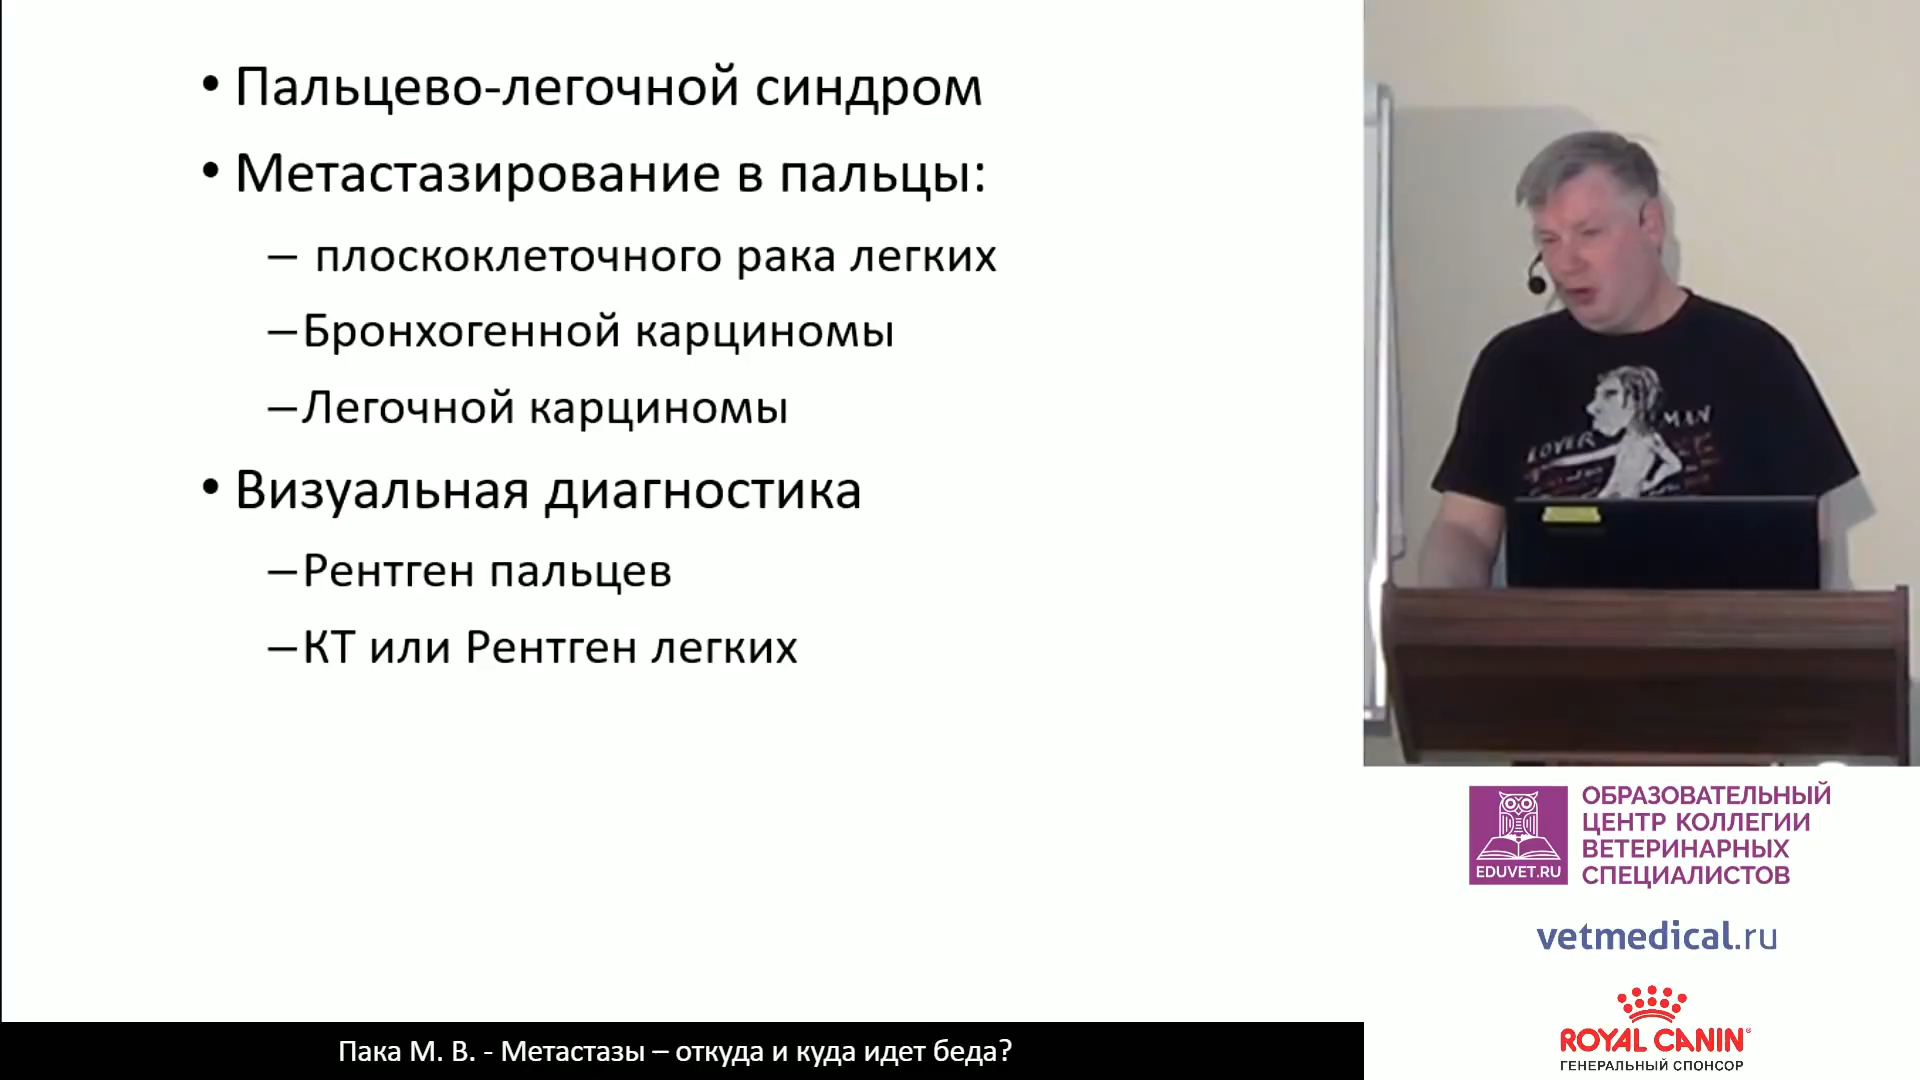 • Пальцево-легочной синдром
• Метастазирование в пальцы:
– плоскоклеточного рака легких
–Бронхогенной карциномы
–Легочной карциномы
• Визуальная диагностика
–Рентген пальцев
–КТ или Рентген легких
LOVER MAN
EDUVET.RU
ОБРАЗОВАТЕЛЬНЫЙ
ЦЕНТР КОЛЛЕГИИ
ВЕТЕРИНАРНЫХ
СПЕЦИАЛИСТОВ
vetmedical.ru
ROYAL CANIN®
ГЕНЕРАЛЬНЫЙ СПОНСОР
Пака М. В. - Метастазы – откуда и куда идет беда?